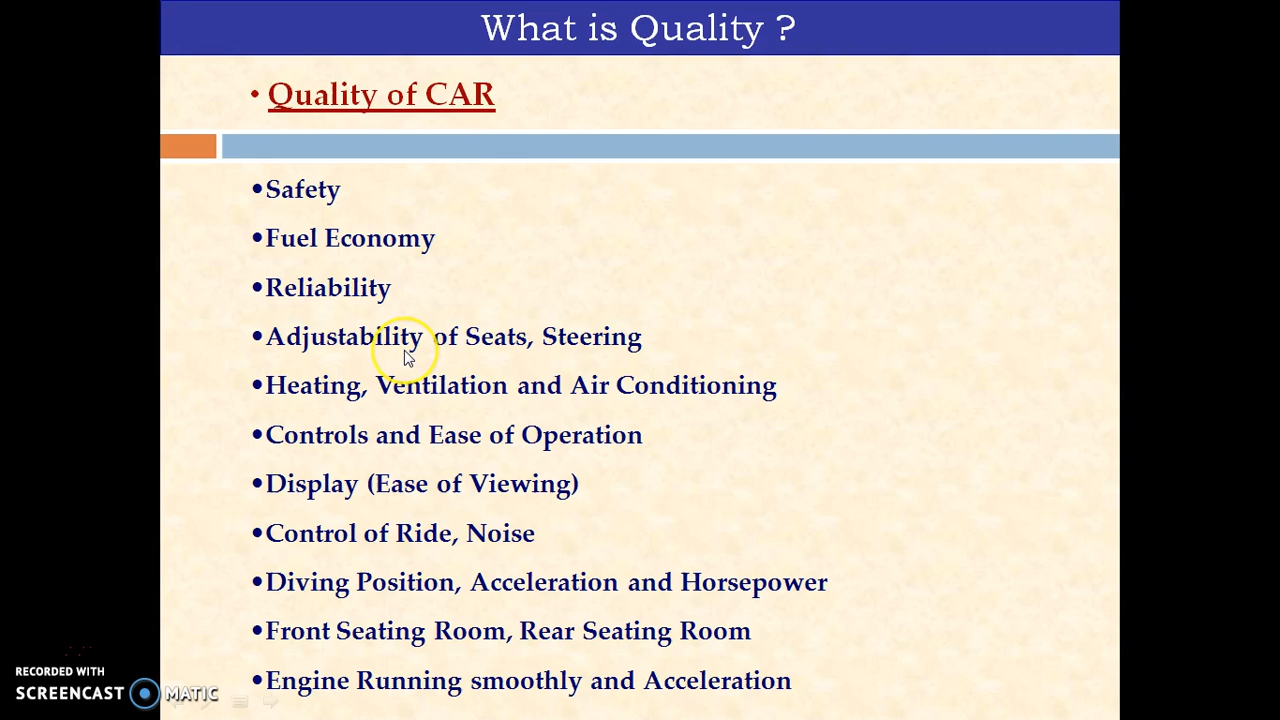 What is Quality ?
• Quality of CAR
•Safety
•Fuel Economy
•Reliability
•Adjustability of Seats, Steering
•Heating, Ventilation and Air Conditioning
•Controls and Ease of Operation
•Display (Ease of Viewing)
•Control of Ride, Noise
•Diving Position, Acceleration and Horsepower
•Front Seating Room, Rear Seating Room
•Engine Running smoothly and Acceleration
RECORDED WITH
SCREENCAST MATIC